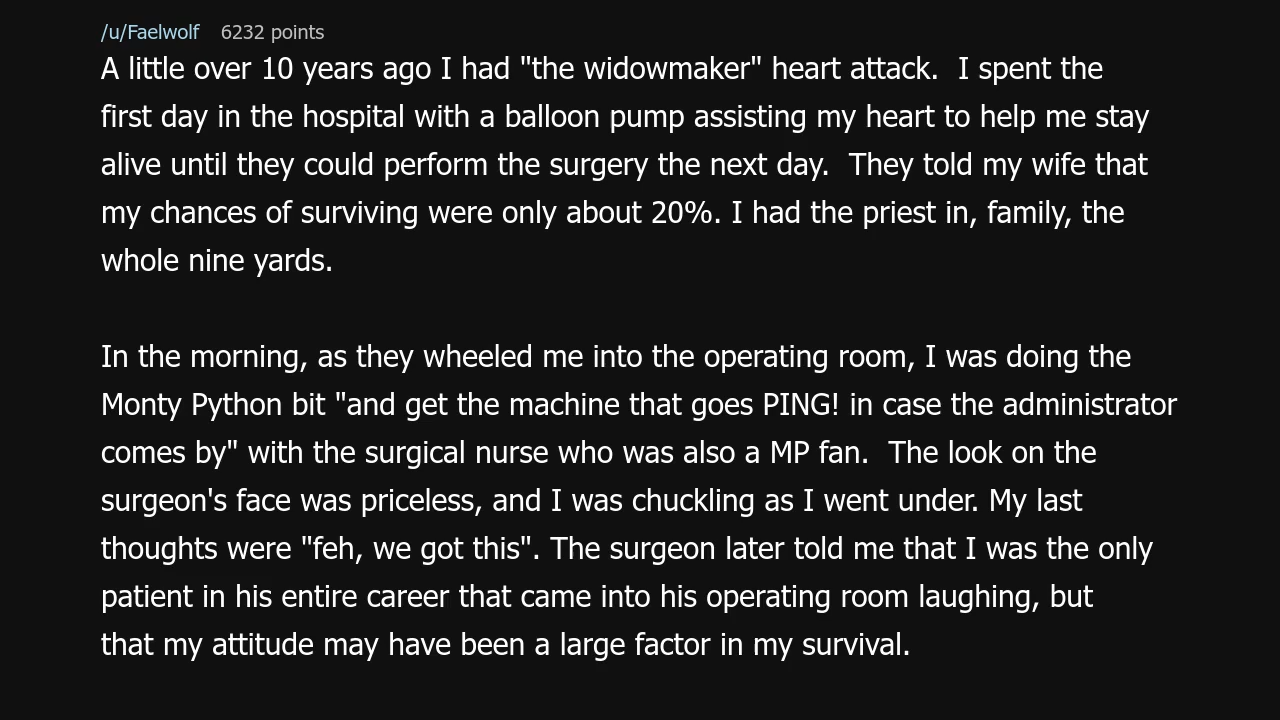 /u/Faelwolf 6232 points
A little over 10 years ago I had "the widowmaker" heart attack.  I spent the
first day in the hospital with a balloon pump assisting my heart to help me stay
alive until they could perform the surgery the next day.  They told my wife that
my chances of surviving were only about 20%. I had the priest in, family, the
whole nine yards.
In the morning, as they wheeled me into the operating room, I was doing the
Monty Python bit "and get the machine that goes PING! in case the administrator
comes by" with the surgical nurse who was also a MP fan.  The look on the
surgeon's face was priceless, and I was chuckling as I went under. My last
thoughts were "feh, we got this". The surgeon later told me that I was the only
patient in his entire career that came into his operating room laughing, but
that my attitude may have been a large factor in my survival.